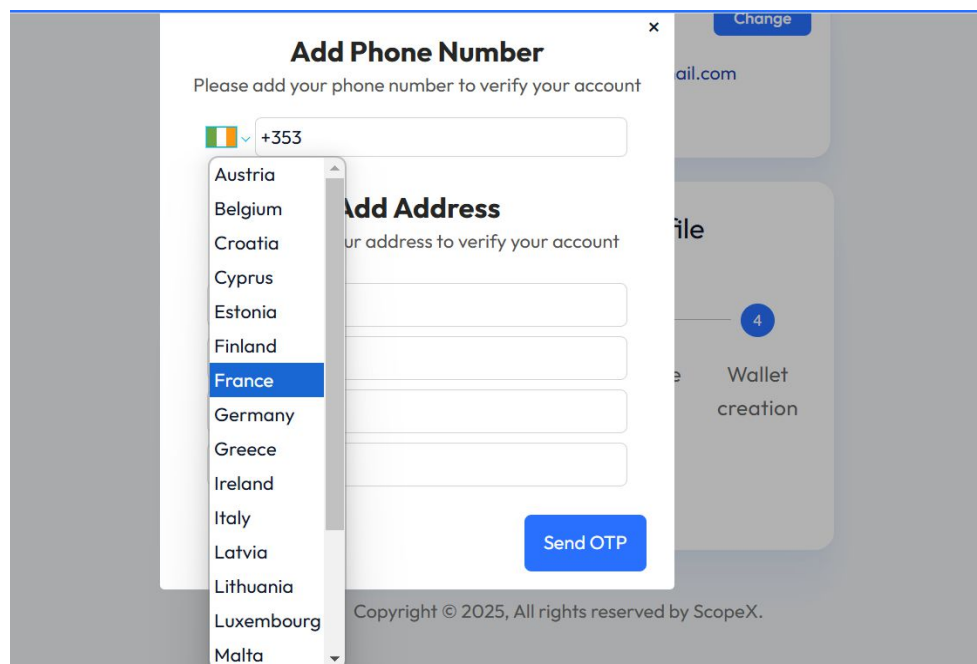 Change
×
Add Phone Number
Please add your phone number to verify your account
ail.com
+353
Austria
Belgium
Add Address
Croatia
ur address to verify your account
file
Cyprus
Estonia
4
Finland
France
e
Wallet
creation
Germany
Greece
Ireland
Italy
Send OTP
Latvia
Lithuania
Luxembourg
Copyright © 2025, All rights reserved by ScopeX.
Malta